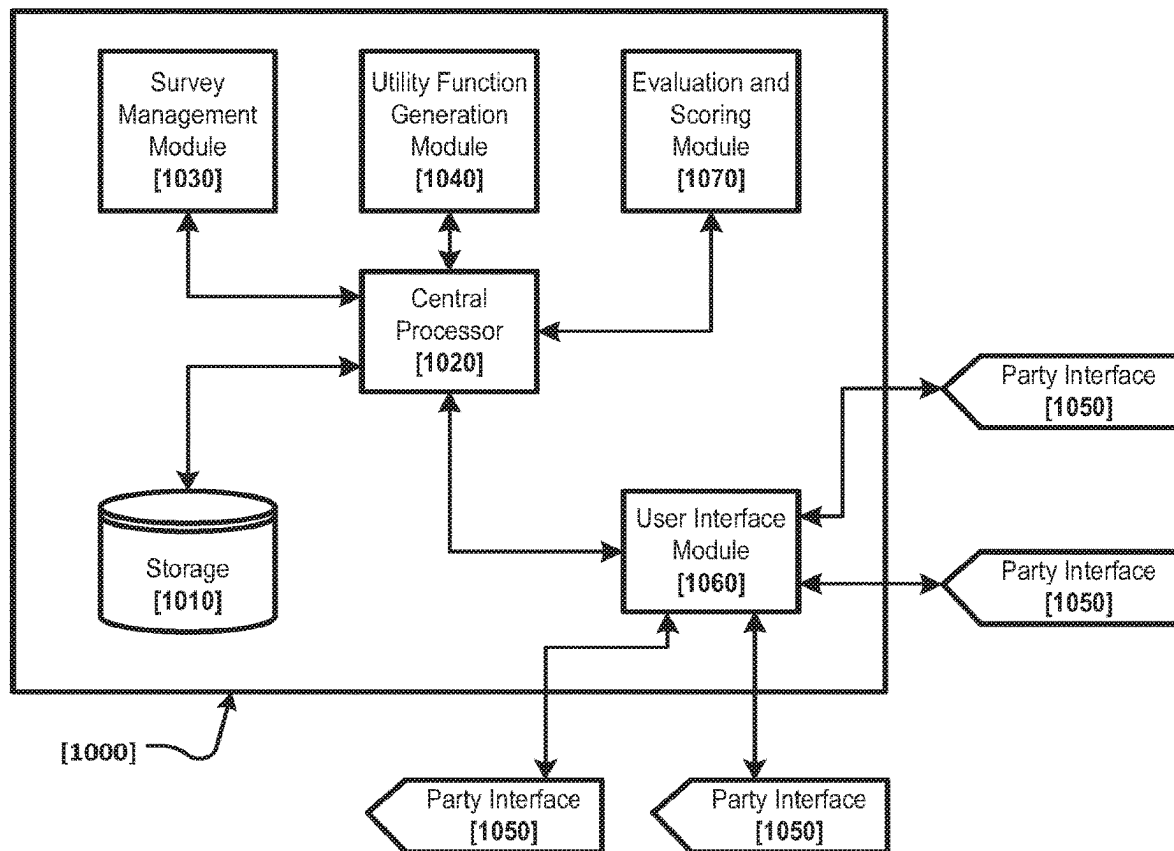 Survey
Management
Module
[1030]
Utility Function
Generation
Module
[1040]
Evaluation and
Scoring
Module
[1070]
Central
Processor
[1020]
Party Interface
[1050]
Storage
[1010]
User Interface
Module
[1060]
Party Interface
[1050]
[1000]
Party Interface
[1050]
Party Interface
[1050]